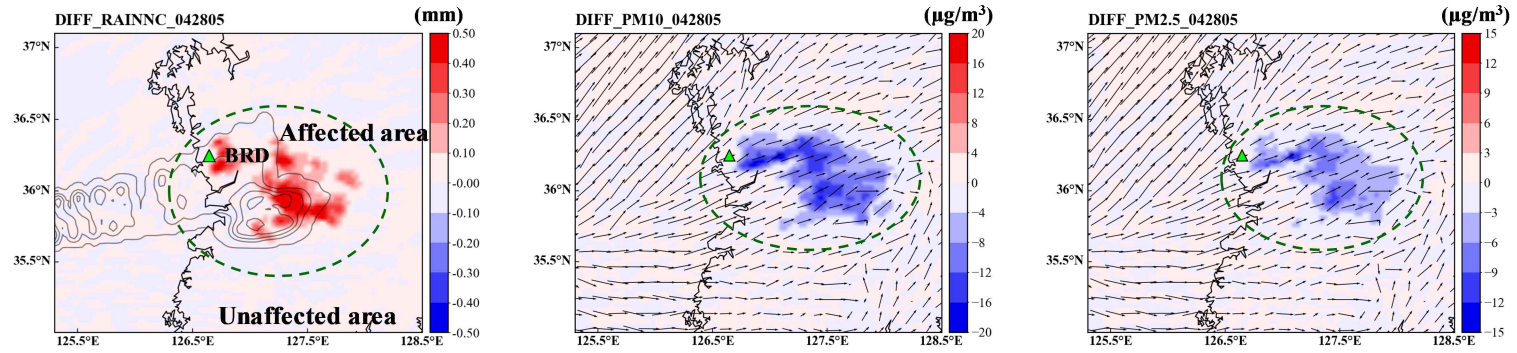 DIFF_RAINNC_042805 (mm)
37°N
36.5°N
36°N
35.5°N
125.5°E 126.5°E 127.5°E 128.5°E
Affected area
BRD
Unaffected area
0.50
0.40
0.30
0.20
0.10
-0.00
-0.10
-0.20
-0.30
-0.40
-0.50
DIFF_PM10_042805 (μg/m³)
37°N
36.5°N
36°N
35.5°N
125.5°E 126.5°E 127.5°E 128.5°E
20
16
12
8
4
0
−4
−8
−12
−16
−20
DIFF_PM2.5_042805 (μg/m³)
37°N
36.5°N
36°N
35.5°N
125.5°E 126.5°E 127.5°E 128.5°E
15
12
9
6
3
0
−3
−6
−9
−12
−15